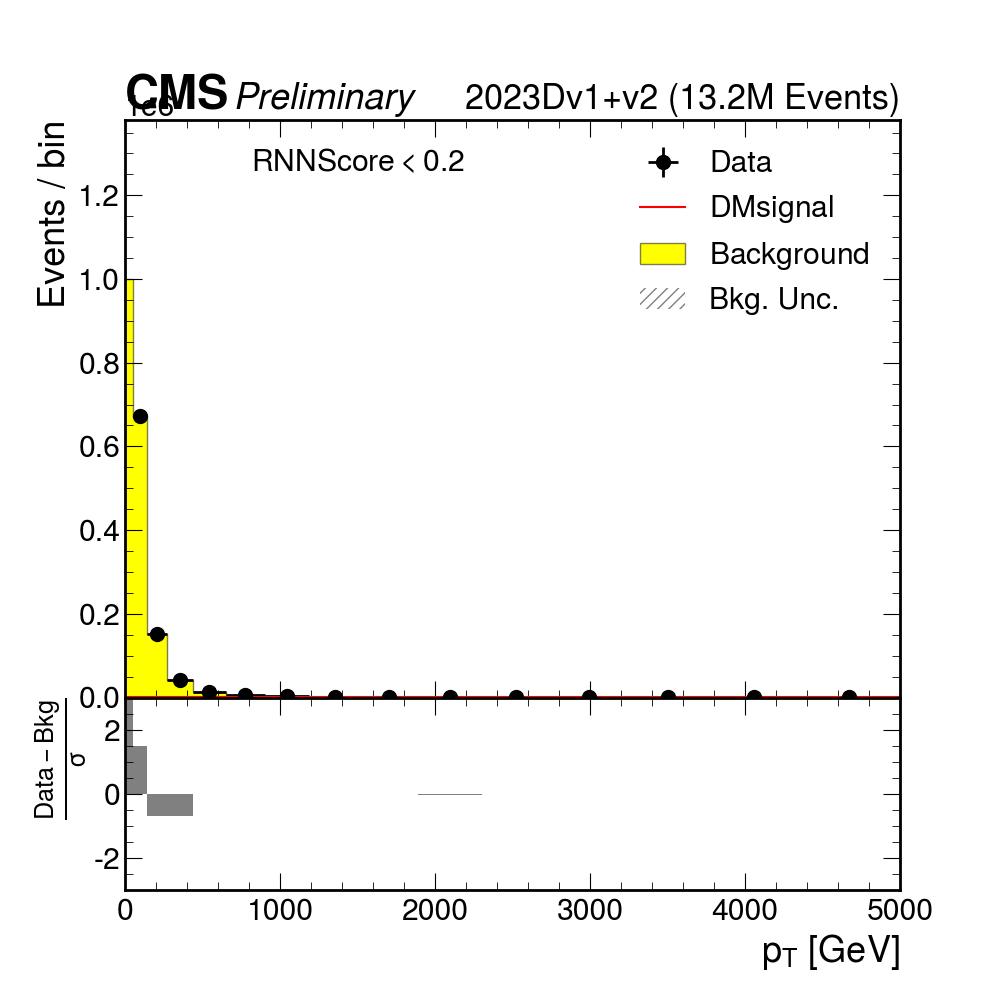 CMS Preliminary 2023Dv1+v2 (13.2M Events)
1e6
Events / bin
RNNScore < 0.2
Data
DMsignal
Background
Bkg. Unc.
1.2
1.0
0.8
0.6
0.4
0.2
0.0
Data – Bkg
σ
2
0
-2
0 1000 2000 3000 4000 5000
pT [GeV]